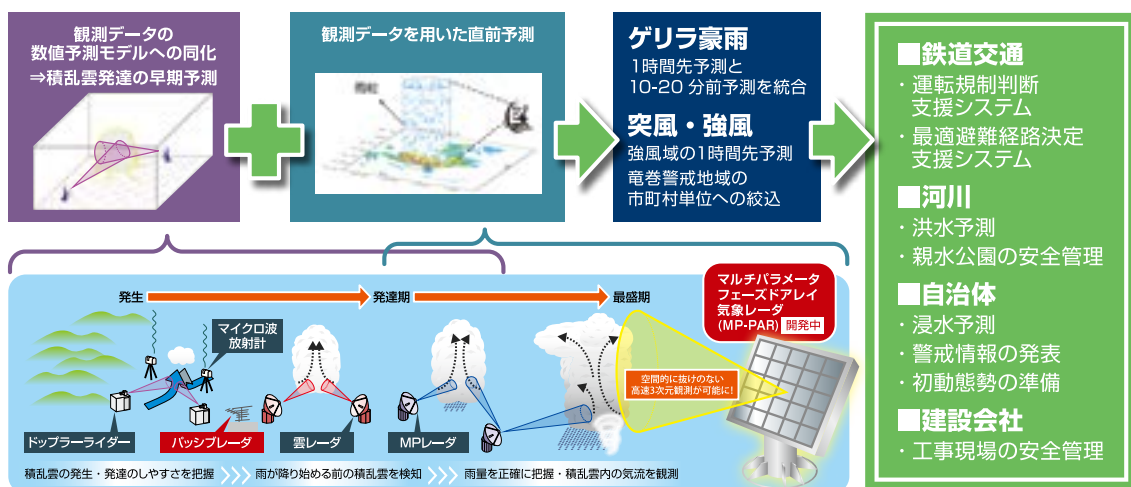 観測データの
数値予測モデルへの同化
⇒積乱雲発達の早期予測
観測データを用いた直前予測
ゲリラ豪雨
1時間先予測と
10-20 分前予測を統合
突風・強風
強風域の1時間先予測
竜巻警戒地域の
市町村単位への絞込
■鉄道交通
・運転規制判断
支援システム
・最適避難経路決定
支援システム
■河川
・洪水予測
・親水公園の安全管理
■自治体
・浸水予測
・警戒情報の発表
・初動態勢の準備
■建設会社
・工事現場の安全管理
発生
発達期
最盛期
マルチパラメータ
フェーズドアレイ
気象レーダ
(MP-PAR) 開発中
マイクロ波
放射計
空間的に抜けのない
高速3次元観測が可能に!
ドップラーライダー
パッシブレーダ
雲レーダ
MPレーダ
積乱雲の発生・発達のしやすさを把握 》》》 雨が降り始める前の積乱雲を検知 》》》 雨量を正確に把握・積乱雲内の気流を観測